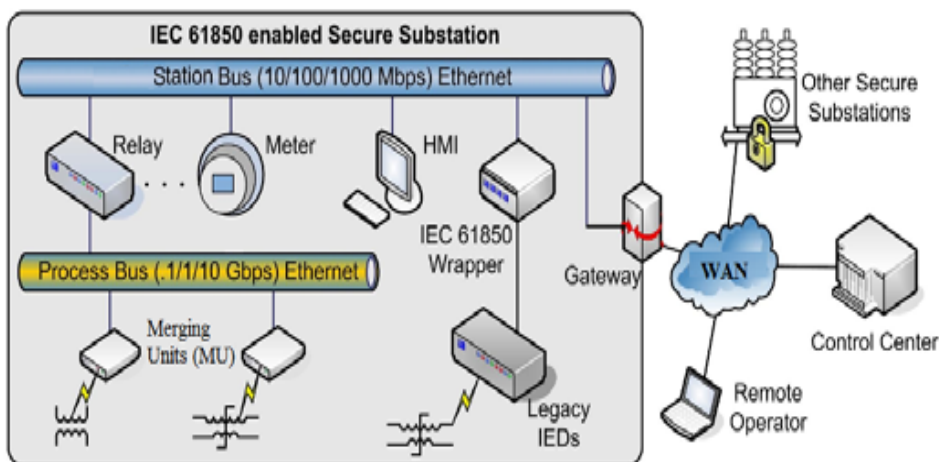 IEC 61850 enabled Secure Substation
Station Bus (10/100/1000 Mbps) Ethernet
Relay
Meter
HMI
IEC 61850
Wrapper
Process Bus (.1/1/10 Gbps) Ethernet
Merging
Units (MU)
Legacy
IEDs
Gateway
Other Secure
Substations
WAN
Control Center
Remote
Operator